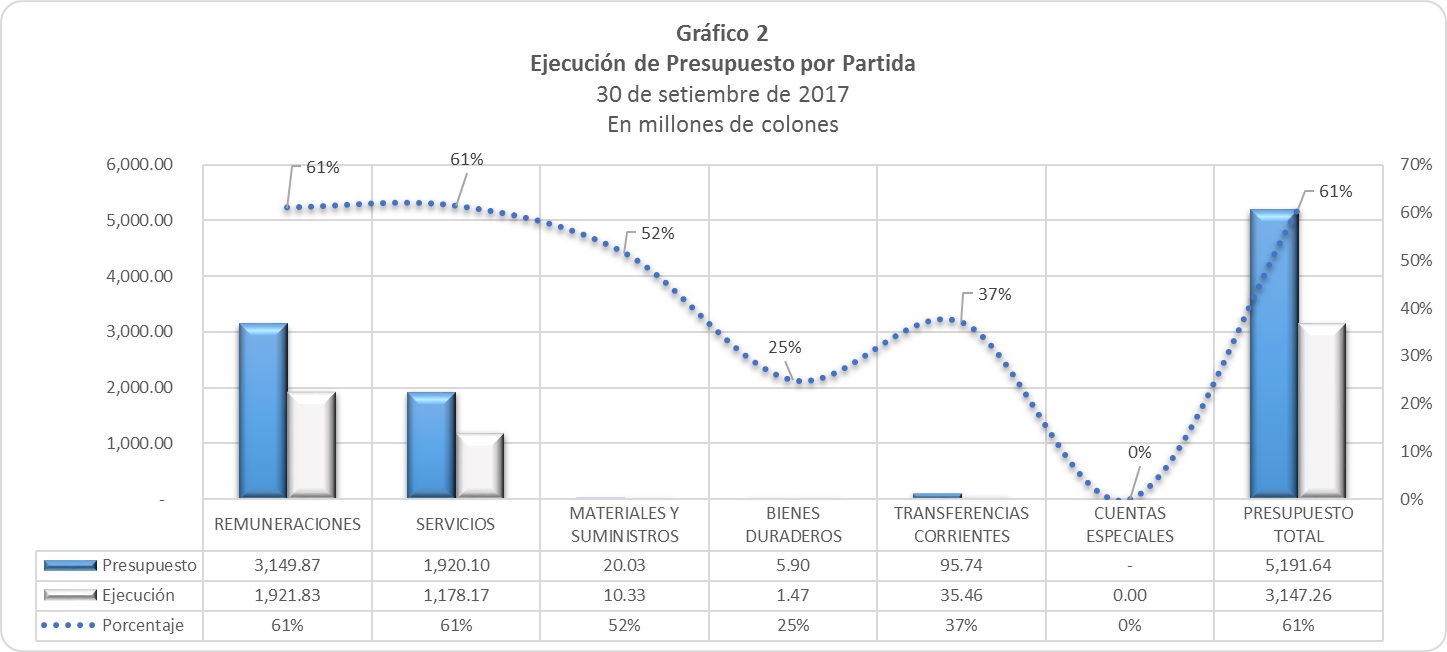 Gráfico 2
Ejecución de Presupuesto por Partida
30 de setiembre de 2017
En millones de colones
6,000.00
5,000.00
4,000.00
3,000.00
2,000.00
1,000.00
-
70%
60%
50%
40%
30%
20%
10%
0%
61%
61%
52%
25%
37%
0%
61%
REMUNERACIONES
SERVICIOS
MATERIALES Y
SUMINISTROS
BIENES
DURADEROS
TRANSFERENCIAS
CORRIENTES
CUENTAS
ESPECIALES
PRESUPUESTO
TOTAL
Presupuesto 3,149.87 1,920.10 20.03 5.90 95.74 - 5,191.64
Ejecución 1,921.83 1,178.17 10.33 1.47 35.46 0.00 3,147.26
Porcentaje 61% 61% 52% 25% 37% 0% 61%